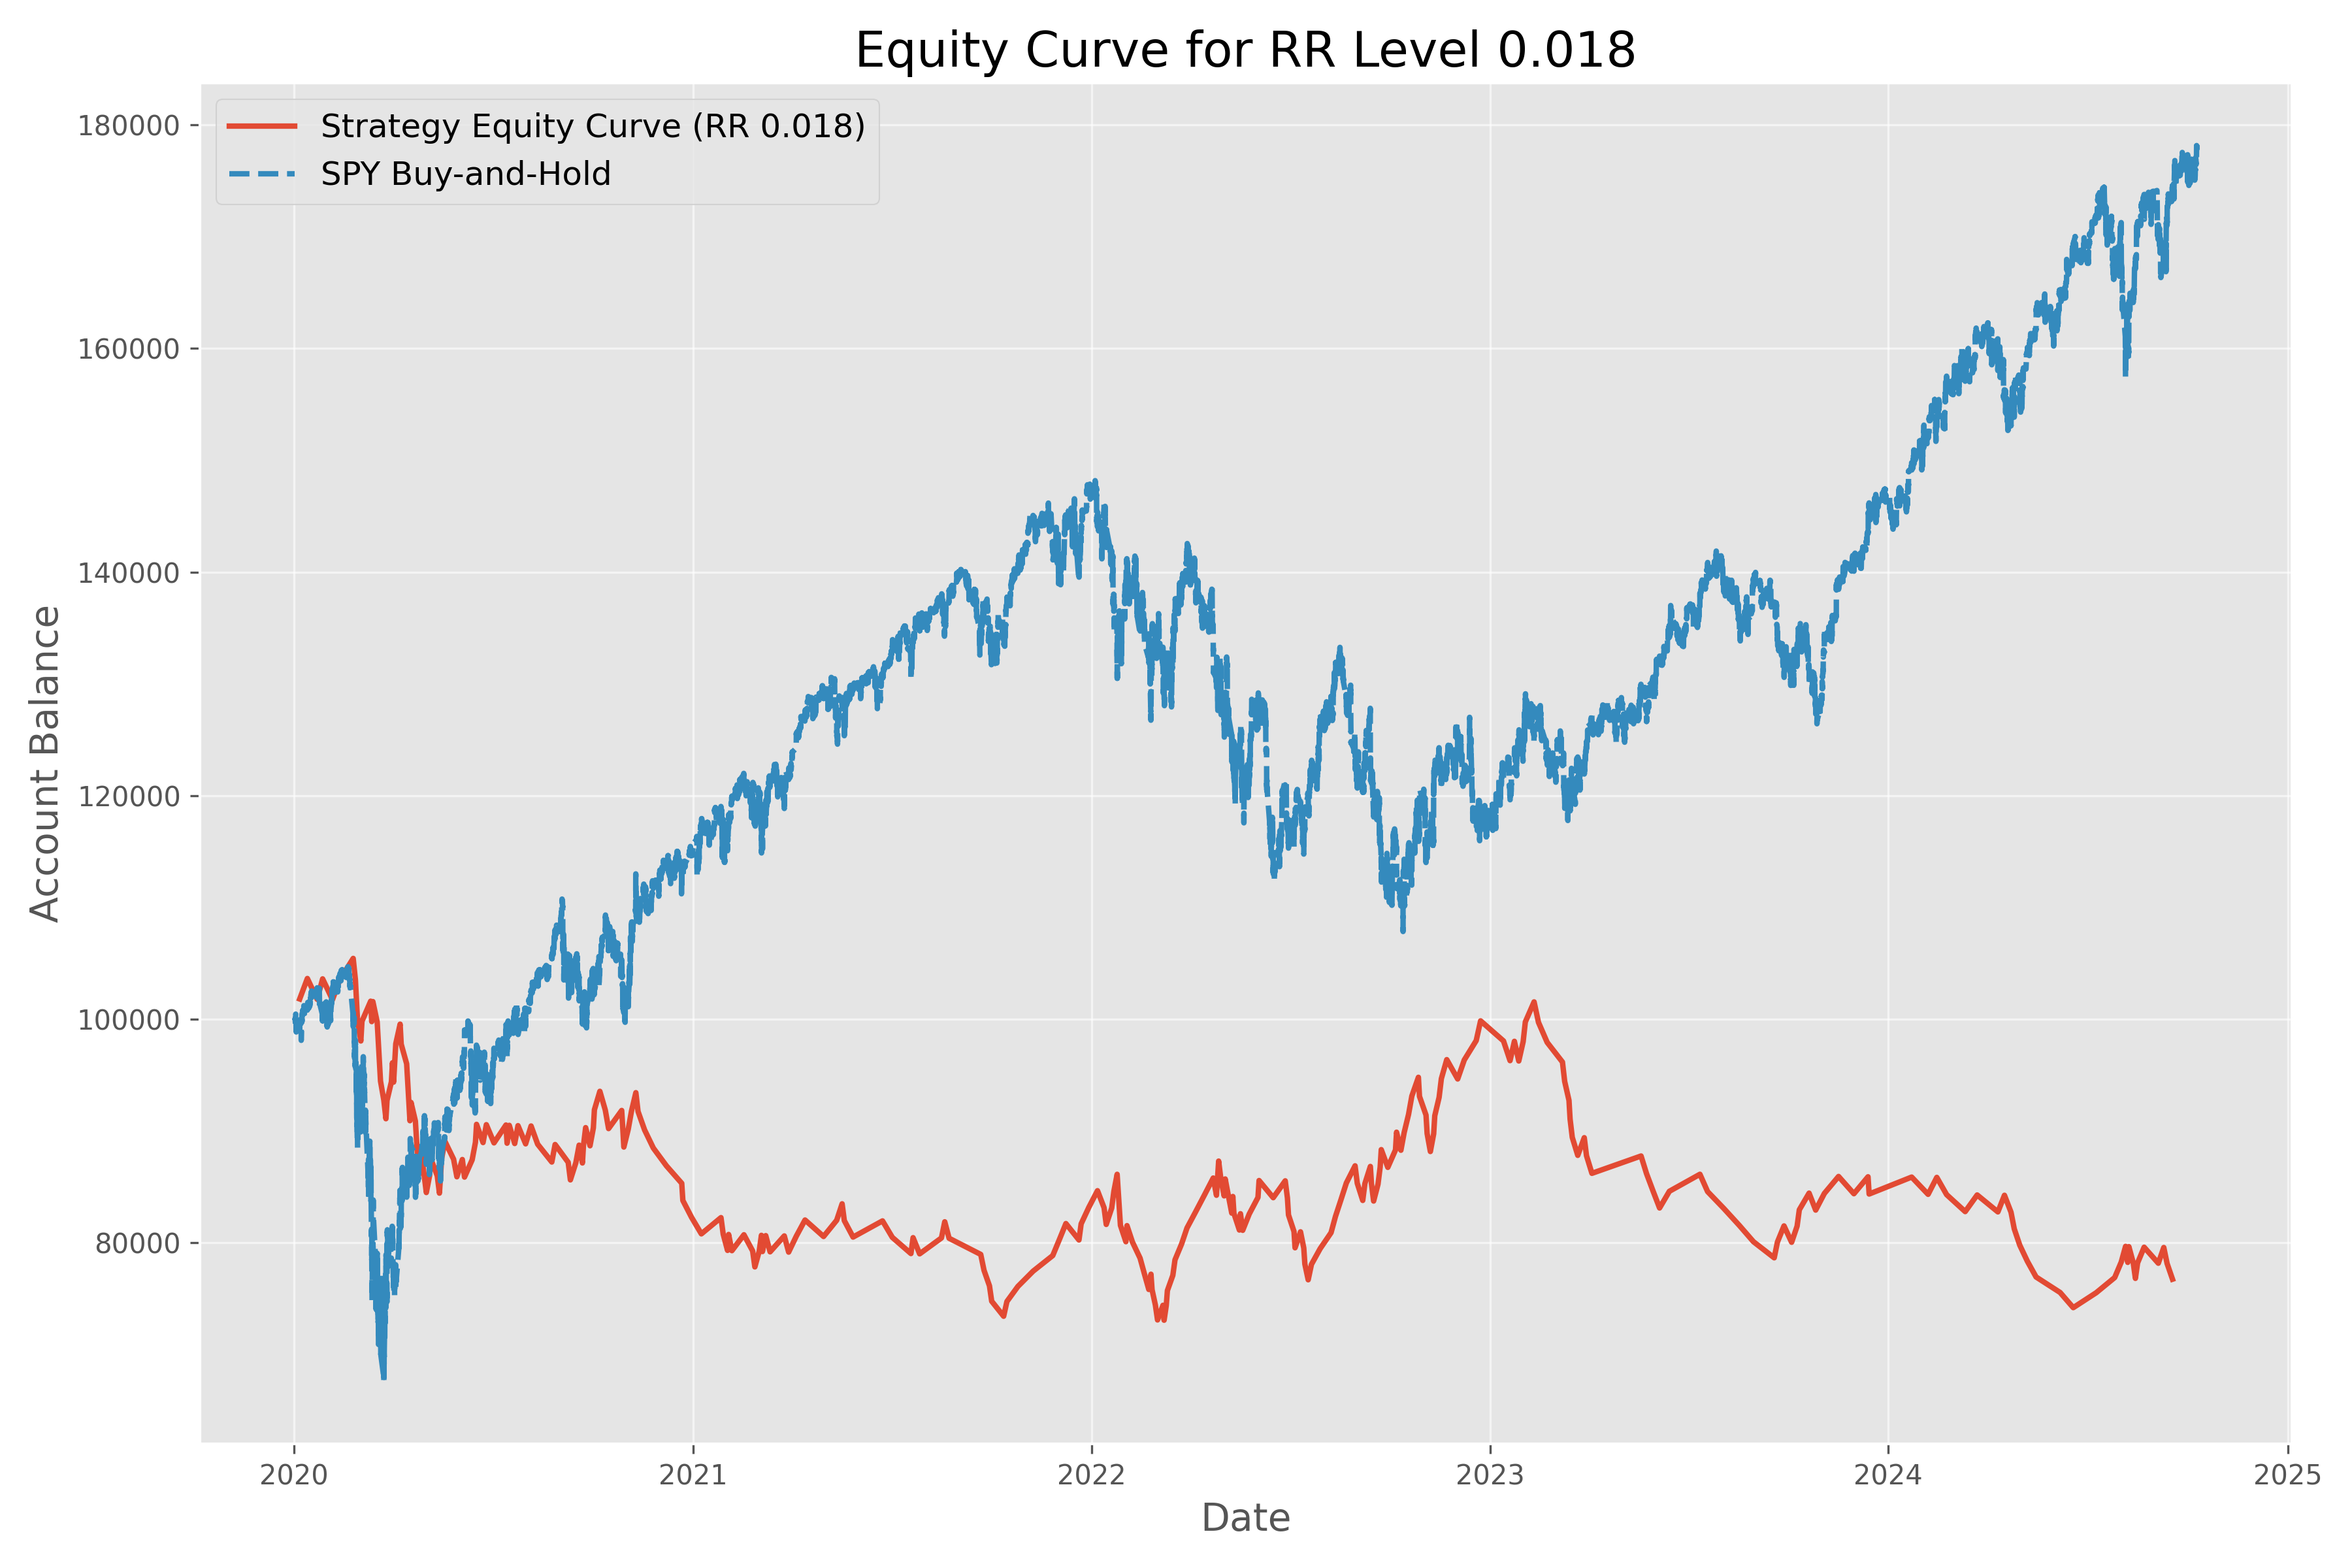 Equity Curve for RR Level 0.018
Strategy Equity Curve (RR 0.018)
SPY Buy-and-Hold
180000
160000
140000
120000
100000
80000
Account Balance
2020
2021
2022
2023
2024
2025
Date